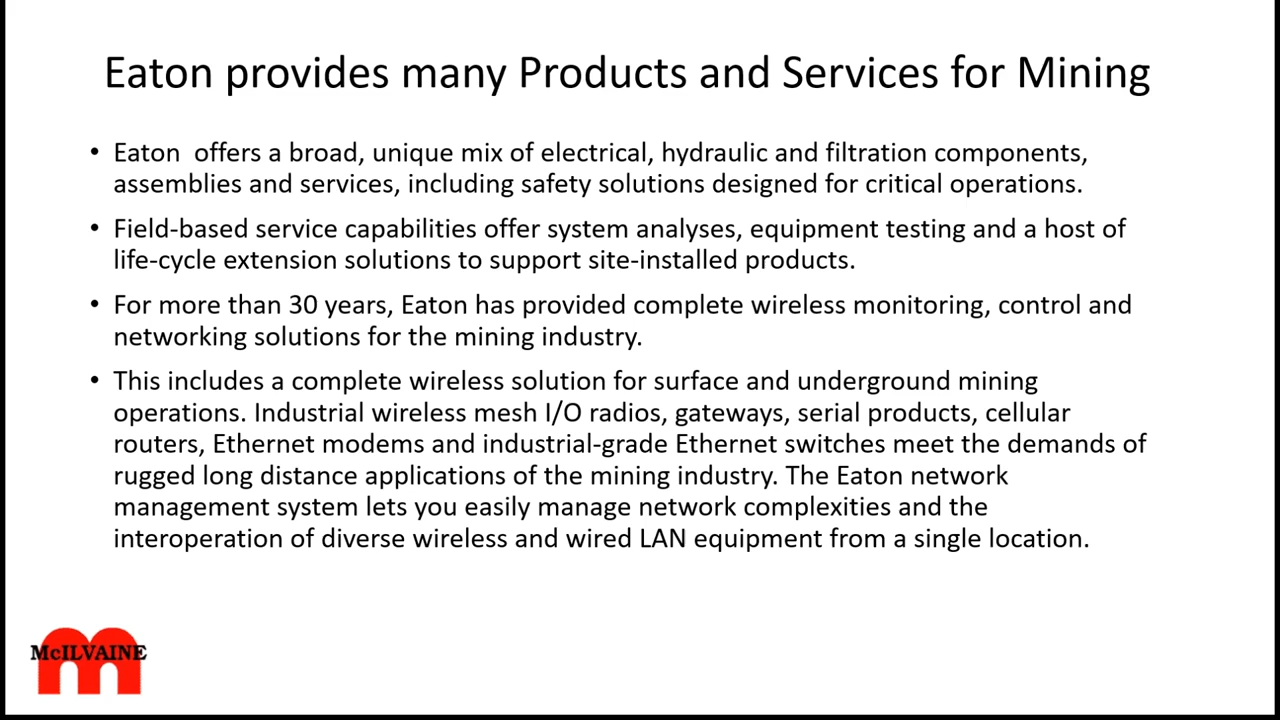 Eaton provides many Products and Services for Mining
• Eaton  offers a broad, unique mix of electrical, hydraulic and filtration components,
assemblies and services, including safety solutions designed for critical operations.
• Field-based service capabilities offer system analyses, equipment testing and a host of
life-cycle extension solutions to support site-installed products.
• For more than 30 years, Eaton has provided complete wireless monitoring, control and
networking solutions for the mining industry.
• This includes a complete wireless solution for surface and underground mining
operations. Industrial wireless mesh I/O radios, gateways, serial products, cellular
routers, Ethernet modems and industrial-grade Ethernet switches meet the demands of
rugged long distance applications of the mining industry. The Eaton network
management system lets you easily manage network complexities and the
interoperation of diverse wireless and wired LAN equipment from a single location.
McILVAINE